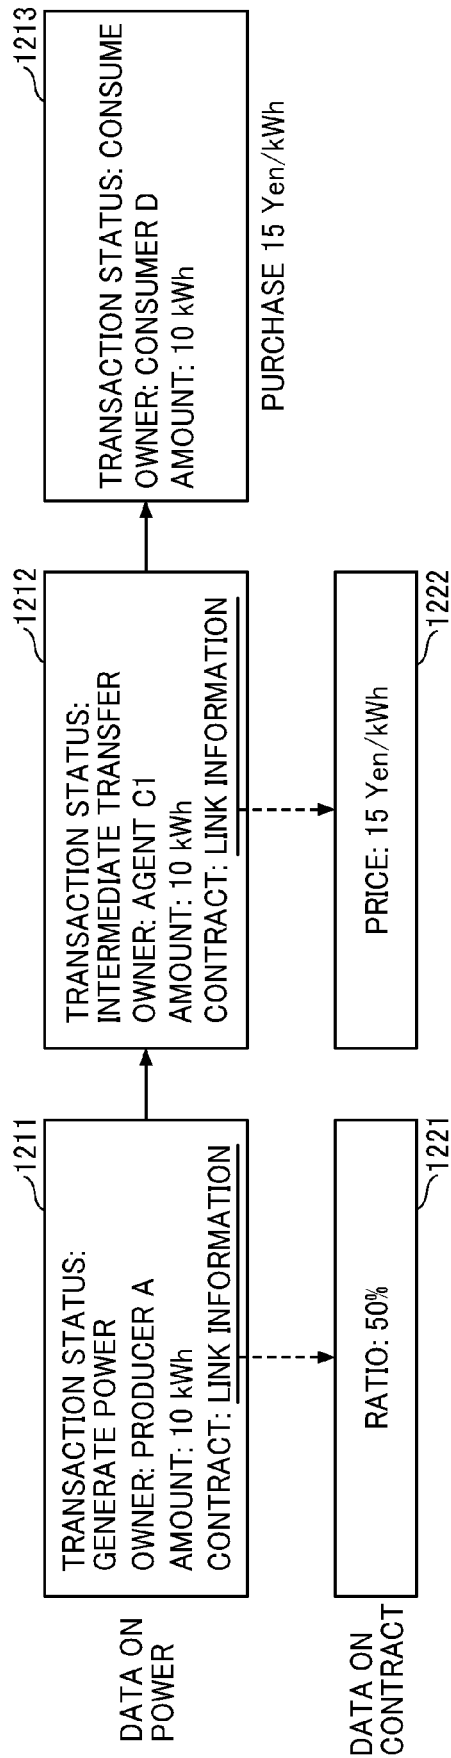 DATA ON
POWER
1211
TRANSACTION STATUS:
GENERATE POWER
OWNER: PRODUCER A
AMOUNT: 10 kWh
CONTRACT: LINK INFORMATION
1212
TRANSACTION STATUS:
INTERMEDIATE TRANSFER
OWNER: AGENT C1
AMOUNT: 10 kWh
CONTRACT: LINK INFORMATION
1213
TRANSACTION STATUS: CONSUME
OWNER: CONSUMER D
AMOUNT: 10 kWh
PURCHASE 15 Yen/kWh
DATA ON
CONTRACT
RATIO: 50%
1221
PRICE: 15 Yen/kWh
1222